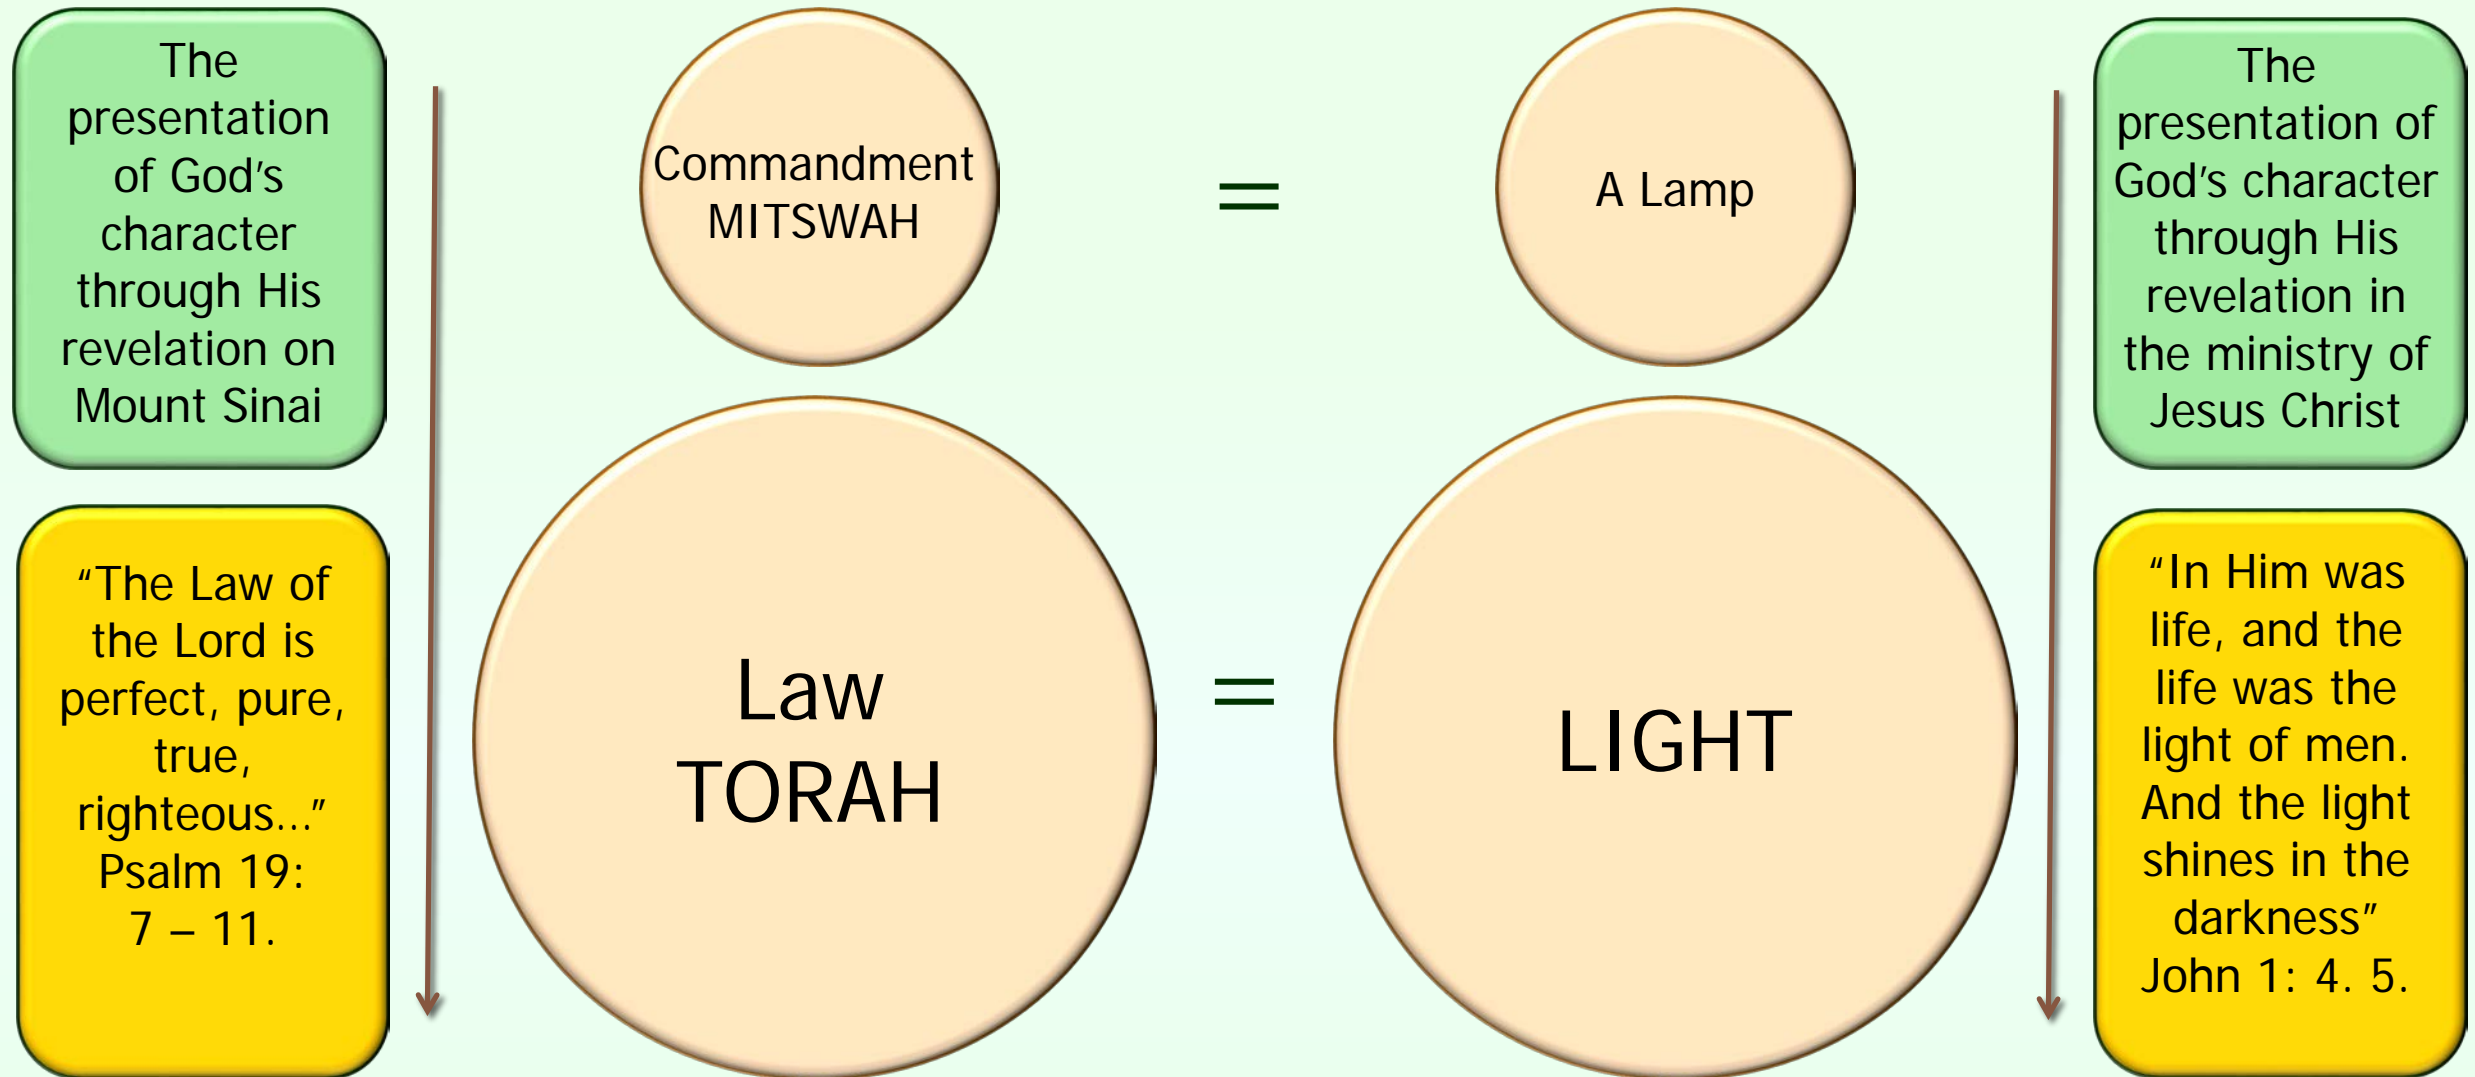 The
presentation
of God's
character
through His
revelation on
Mount Sinai
“The Law of
the Lord is
perfect, pure,
true,
righteous…”
Psalm 19:
7 – 11.
Commandment
MITSWAH
=
A Lamp
Law
TORAH
=
LIGHT
The
presentation of
God's character
through His
revelation in
the ministry of
Jesus Christ
“In Him was
life, and the
life was the
light of men.
And the light
shines in the
darkness”
John 1: 4. 5.